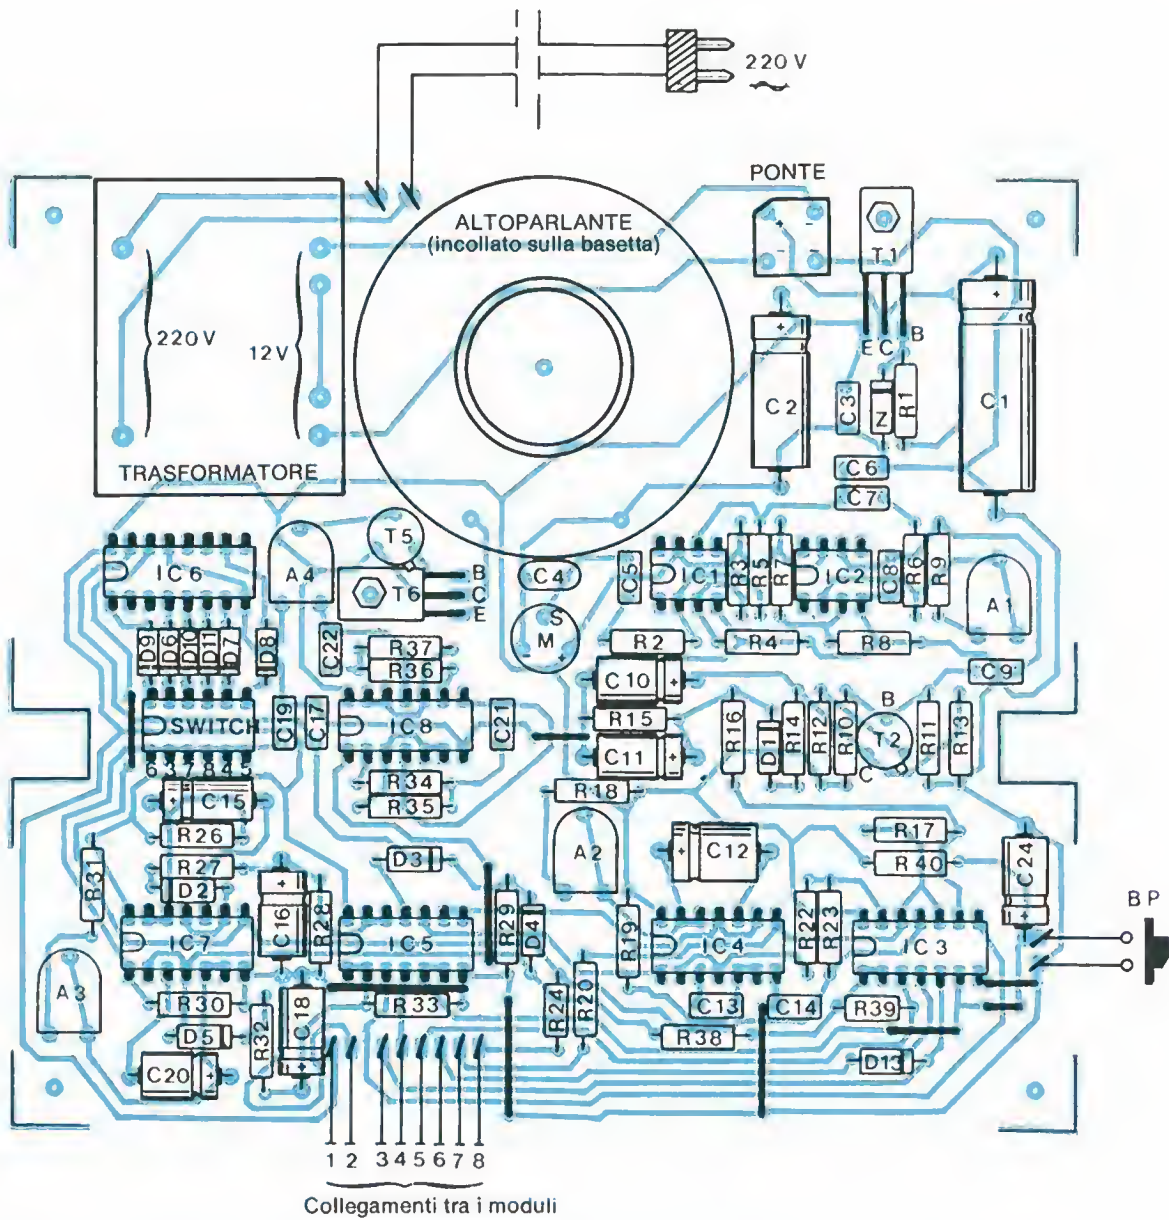 220 V
PONTE
ALTOPARLANTE
(incollato sulla basetta)
+ -
- -
T1
E C B
220 V
12V
TRASFORMATORE
+
C2
C3
Z
R1
+
C1
C6
C7
IC6
A4
T5
T6
B
C
E
C4
S
M
+
C5
IC1
R3
R5
R7
IC2
C8
R6
R9
A1
D9
D6
D10
D11
D7
D8
C22
R37
R36
R2
R4
R8
C9
C10 +
R15
C11 +
SWITCH
C19
C17
IC8
C21
R16
D1
R14
R12
R10
B
T2
C
R11
R13
6 3 7 8 4 5
+ C15
R34
R35
R18
R26
R27
D2
R31
D3
A2
+ C12
R17
R40
C24
+
B P
IC7
+
C16
R28
IC5
R29
D4
R19
IC4
R22
R23
IC3
A3
R30
D5
R32
C18
+
R33
R24
R20
C13
C14
R39
R38
D13
C20
+
1 2 3 4 5 6 7 8
Collegamenti tra i moduli